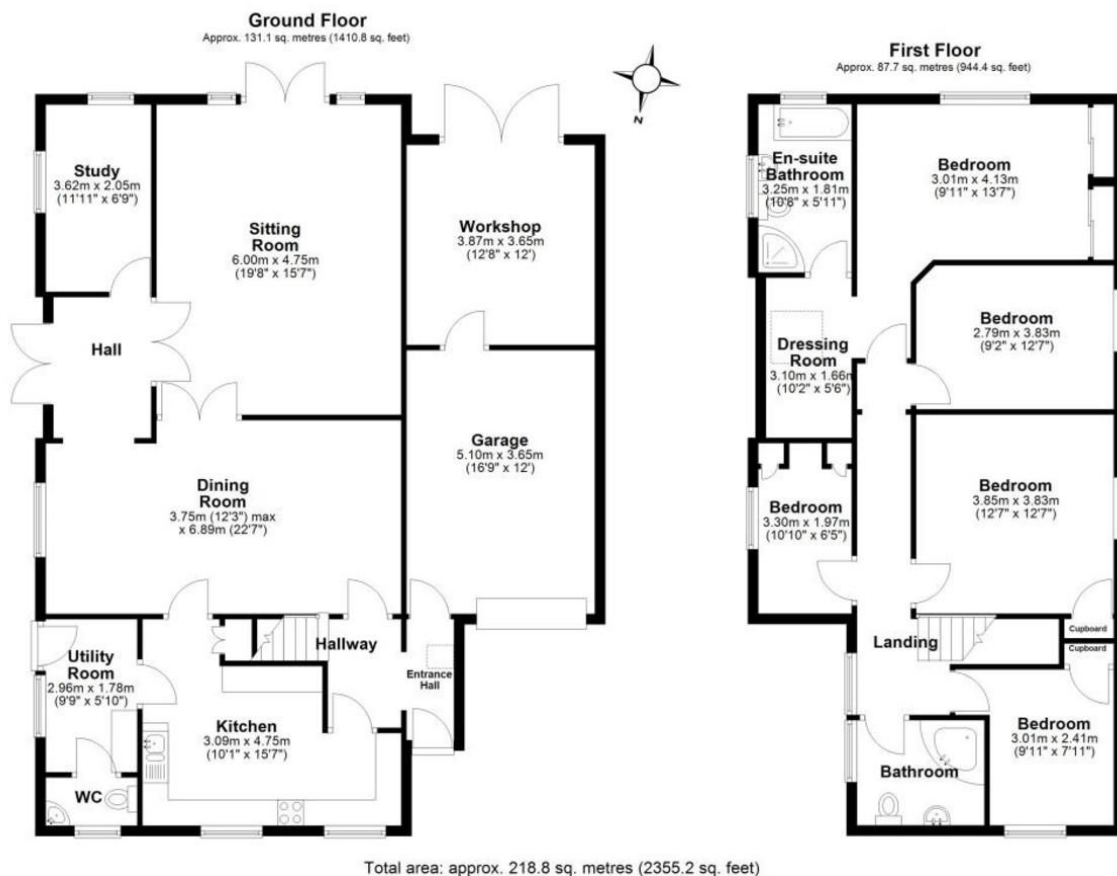 Ground Floor
Approx. 131.1 sq. metres (1410.8 sq. feet)
Study
3.62m x 2.05m
(11'11" x 6'9")
Sitting
Room
6.00m x 4.75m
(19'8" x 15'7")
Workshop
3.87m x 3.65m
(12'8" x 12')
Hall
Dining
Room
3.75m (12'3") max
x 6.89m (22'7")
Garage
5.10m x 3.65m
(16'9" x 12')
Utility
Room
2.96m x 1.78m
(9'9" x 5'10")
Hallway
Entrance
Hall
Kitchen
3.09m x 4.75m
(10'1" x 15'7")
WC
N
First Floor
Approx. 87.7 sq. metres (944.4 sq. feet)
En-suite
Bathroom
3.25m x 1.81m
(10'8" x 5'11")
Bedroom
3.01m x 4.13m
(9'11" x 13'7")
Dressing
Room
3.10m x 1.66m
(10'2" x 5'6")
Bedroom
2.79m x 3.83m
(9'2" x 12'7")
Bedroom
3.30m x 1.97m
(10'10" x 6'5")
Bedroom
3.85m x 3.83m
(12'7" x 12'7")
Landing
Cupboard
Cupboard
Bedroom
3.01m x 2.41m
(9'11" x 7'11")
Bathroom
Total area: approx. 218.8 sq. metres (2355.2 sq. feet)